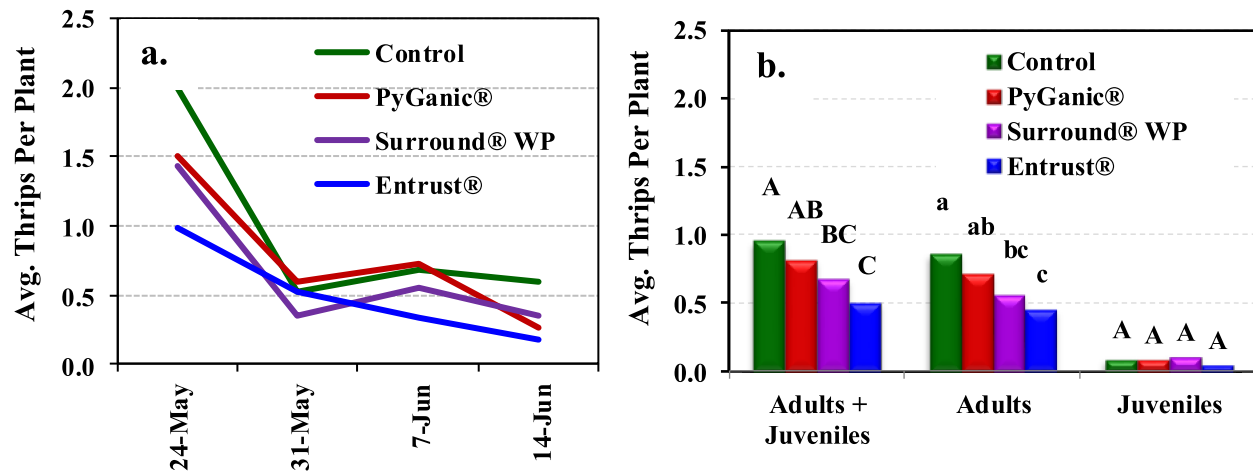 a.
Avg. Thrips Per Plant
2.5
2.0
1.5
1.0
0.5
0.0
Control
PyGanic®
Surround® WP
Entrust®
24-May
31-May
7-Jun
14-Jun
b.
Avg. Thrips Per Plant
2.5
2.0
1.5
1.0
0.5
0.0
Control
PyGanic®
Surround® WP
Entrust®
A
AB
BC
C
a
ab
bc
c
A
A
A
A
Adults +
Juveniles
Adults
Juveniles